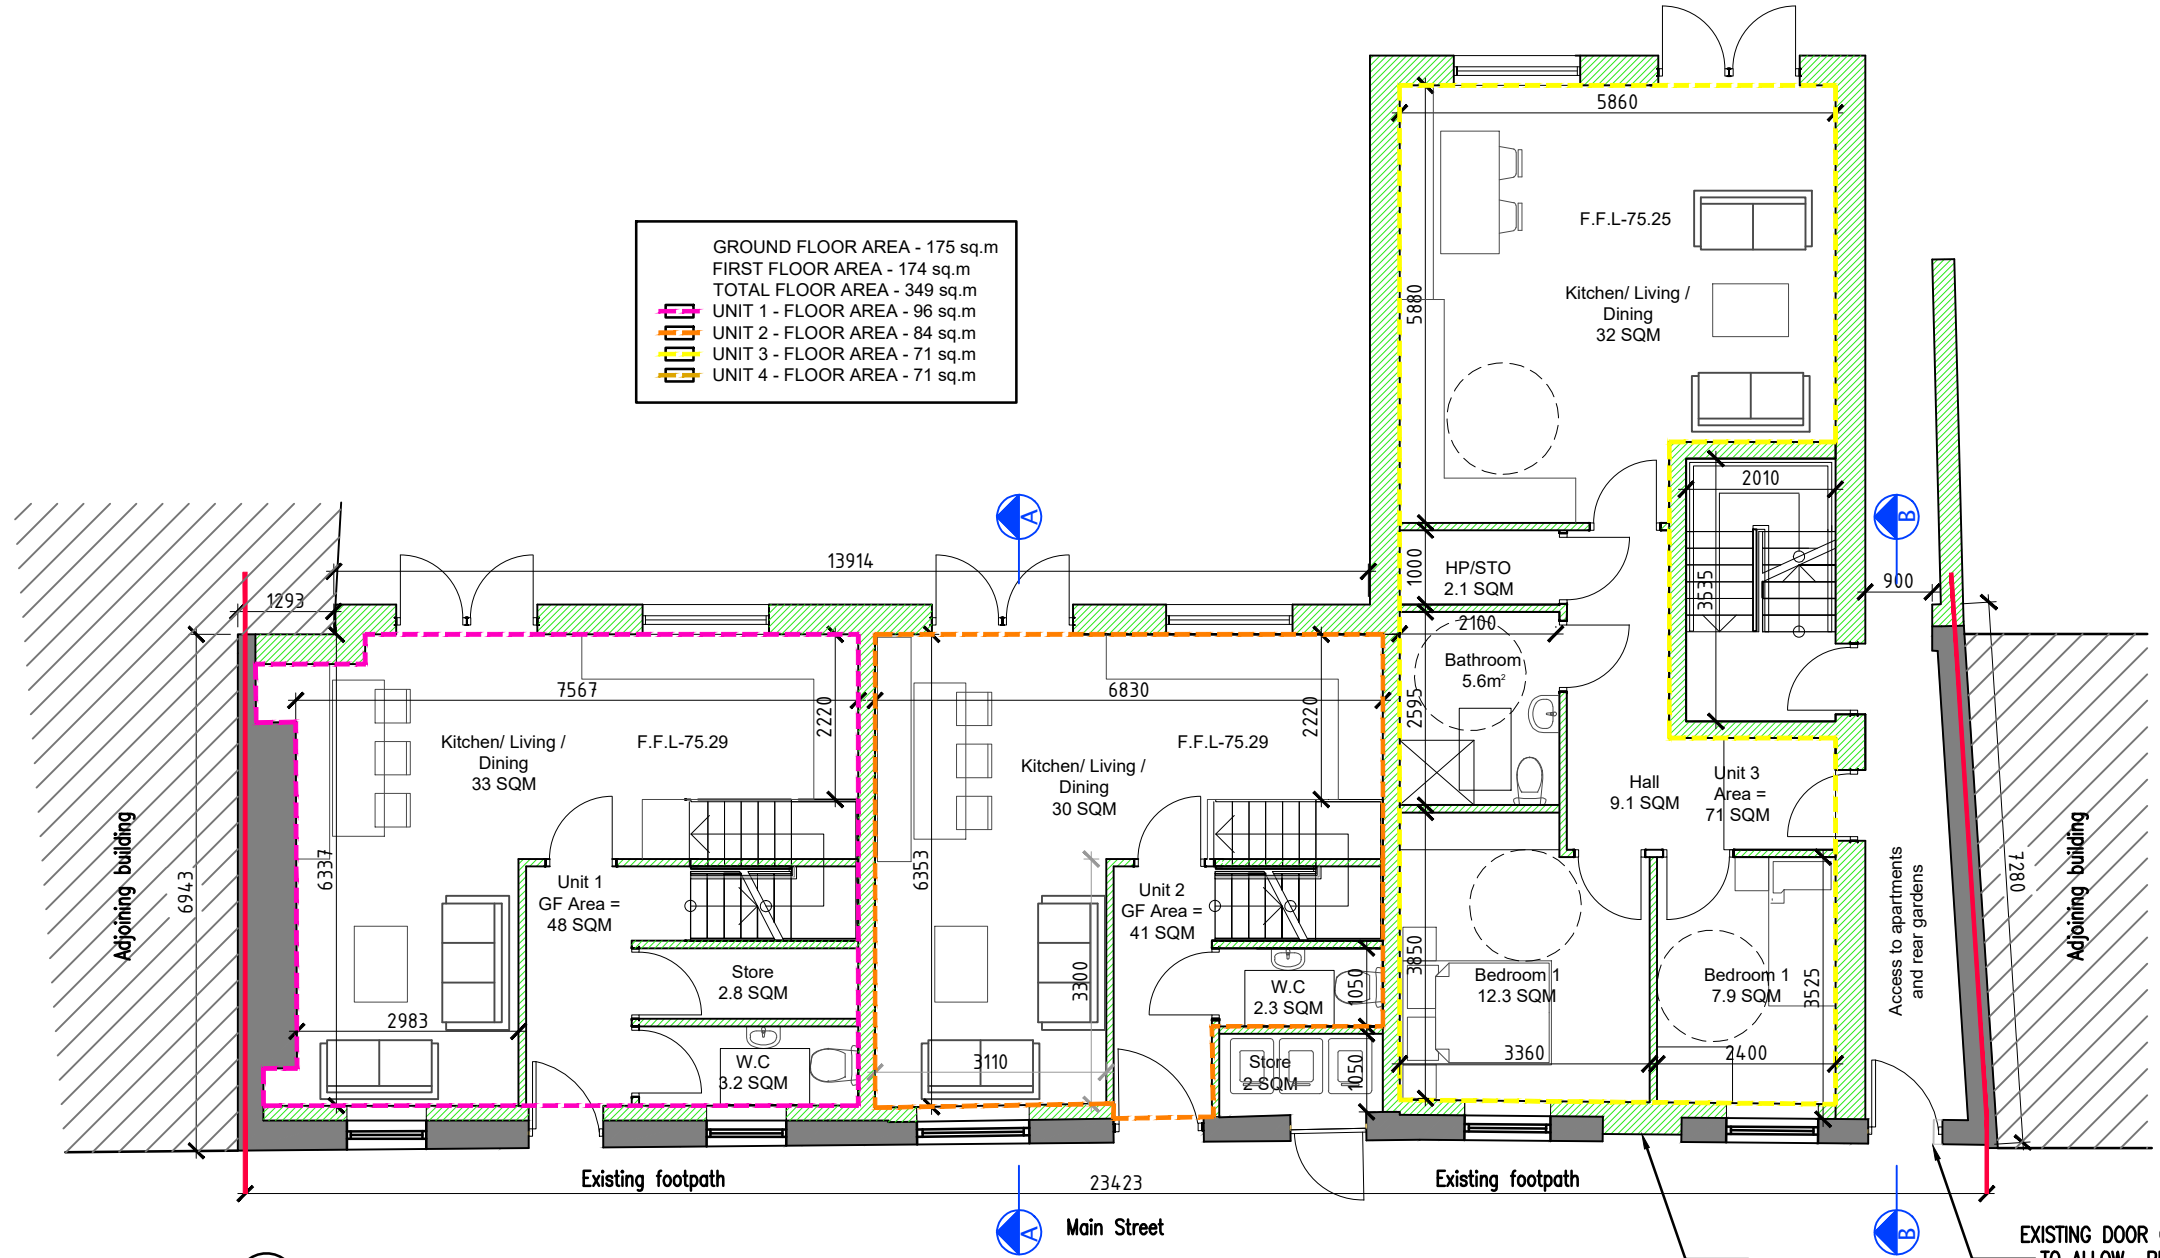 5860
GROUND FLOOR AREA - 175 sq.m
FIRST FLOOR AREA - 174 sq.m
TOTAL FLOOR AREA - 349 sq.m
UNIT 1 - FLOOR AREA - 96 sq.m
UNIT 2 - FLOOR AREA - 84 sq.m
UNIT 3 - FLOOR AREA - 71 sq.m
UNIT 4 - FLOOR AREA - 71 sq.m
F.F.L-75.25
Kitchen/ Living /
Dining
32 SQM
5880
2010
3535
A
B
13914
1293
900
HP/STO
2.1 SQM
1000
2100
Bathroom
5.6m²
2595
7567
2220
6830
2220
Kitchen/ Living /
Dining
33 SQM
F.F.L-75.29
Kitchen/ Living /
Dining
30 SQM
F.F.L-75.29
Hall
9.1 SQM
Unit 3
Area =
71 SQM
Adjoining building
6943
6337
6353
Unit 1
GF Area =
48 SQM
Unit 2
GF Area =
41 SQM
Access to apartments
and rear gardens
7280
Adjoining building
Store
2.8 SQM
3300
W.C
2.3 SQM
1050
3850
Bedroom 1
12.3 SQM
Bedroom 1
7.9 SQM
3525
2983
W.C
3.2 SQM
3110
Store
2 SQM
1050
3360
2400
Existing footpath
23423
Existing footpath
A
Main Street
B
EXISTING DOOR
TO ALLOW